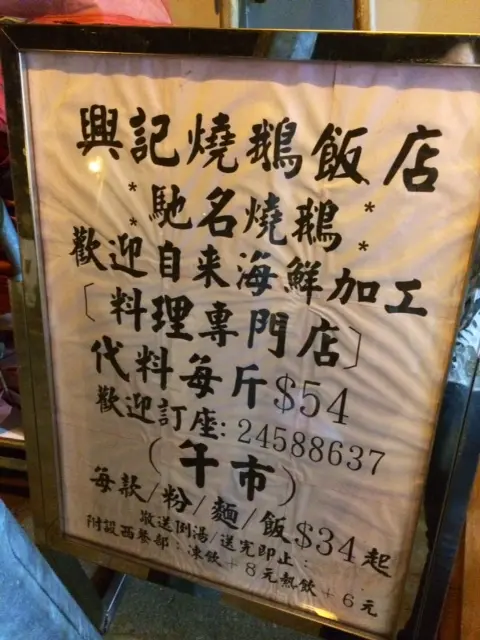 興記燒鵝飯店
*馳名燒鵝*
歡迎自来海鮮加工
〔料理專門店〕
代料每斤$54
歡迎訂座:24588637
(午市)
每款/粉/麵/飯$34起
敬送例湯/送完即止:
附設西餐部:凍飲+8元熱飲+6元